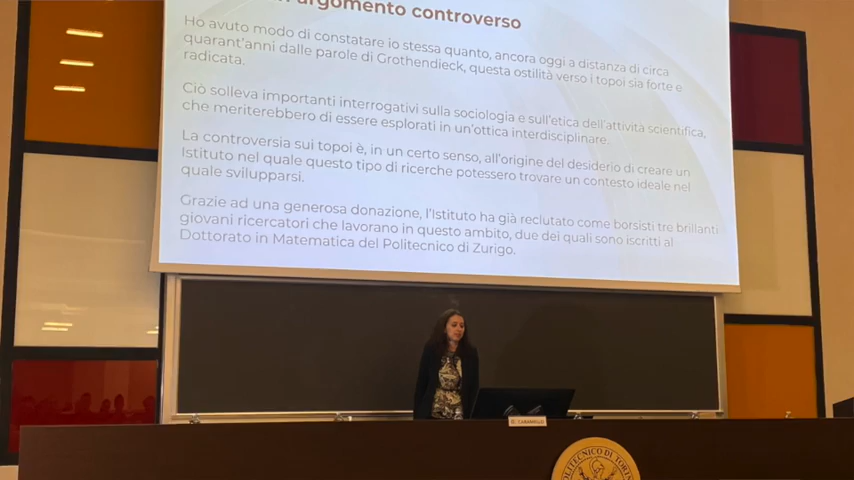 argomento controverso
Ho avuto modo di constatare io stessa quanto, ancora oggi a distanza di circa
quarant'anni dalle parole di Grothendieck, questa ostilità verso i topoi sia forte e
radicata.
Ciò solleva importanti interrogativi sulla sociologia e sull'etica dell'attività scientifica,
che meriterebbero di essere esplorati in un'ottica interdisciplinare.
La controversia sui topoi è, in un certo senso, all'origine del desiderio di creare un
Istituto nel quale questo tipo di ricerche potessero trovare un contesto ideale nel
quale svilupparsi.
Grazie ad una generosa donazione, l'Istituto ha già reclutato come borsisti tre brillanti
giovani ricercatori che lavorano in questo ambito, due dei quali sono iscritti al
Dottorato in Matematica del Politecnico di Zurigo.
POLITECNICO DI TORINO